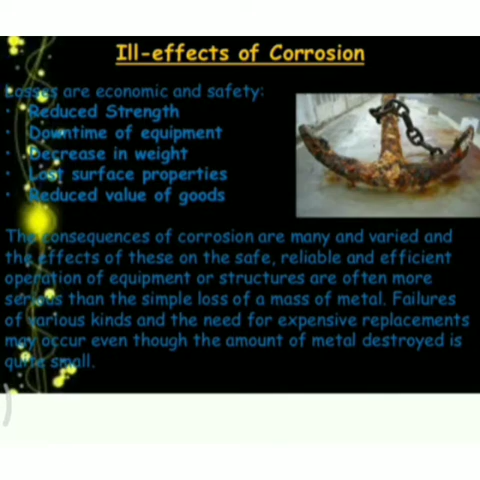 Ill-effects of Corrosion
Losses are economic and safety:
• Reduced Strength
• Downtime of equipment
• Decrease in weight
• Lost surface properties
• Reduced value of goods
The consequences of corrosion are many and varied and
the effects of these on the safe, reliable and efficient
operation of equipment or structures are often more
serious than the simple loss of a mass of metal. Failures
of various kinds and the need for expensive replacements
may occur even though the amount of metal destroyed is
quite small.